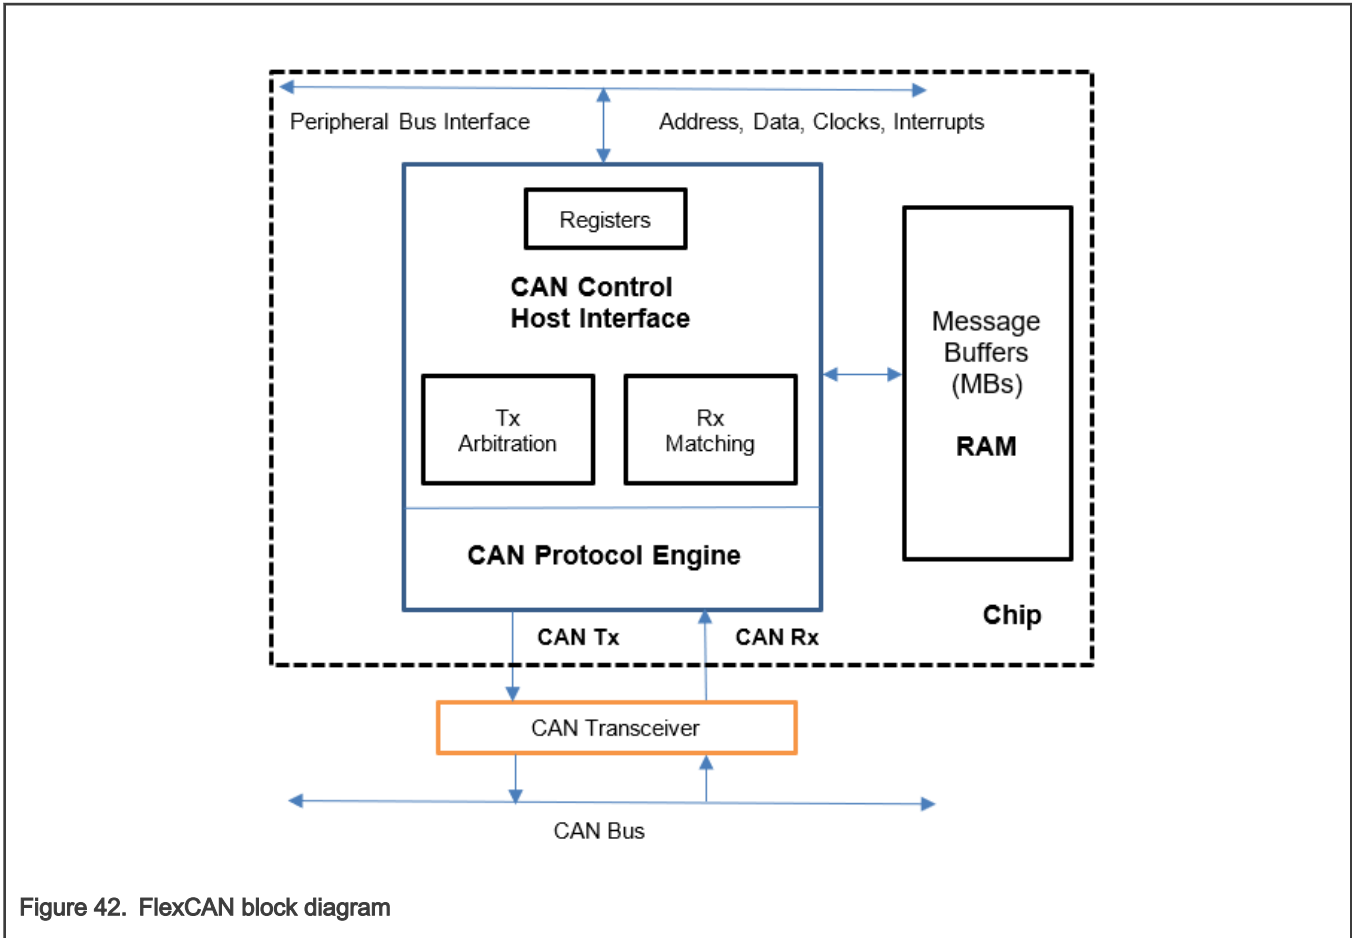 Peripheral Bus Interface
Address, Data, Clocks, Interrupts
Registers
CAN Control
Host Interface
Tx
Arbitration
Rx
Matching
CAN Protocol Engine
Message
Buffers
(MBs)
RAM
Chip
CAN Tx
CAN Rx
CAN Transceiver
CAN Bus
Figure 42. FlexCAN block diagram